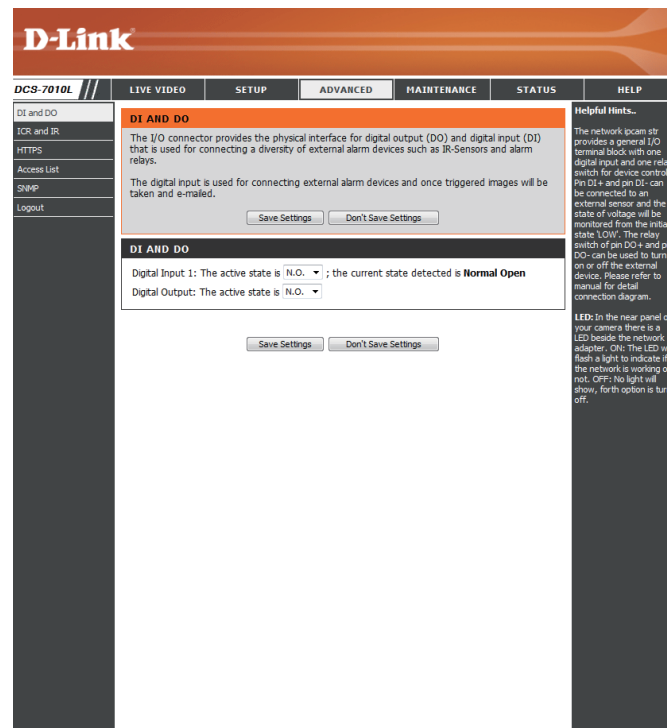 D-Link
DCS-7010L
LIVE VIDEO
SETUP
ADVANCED
MAINTENANCE
STATUS
HELP
DI and DO
ICR and IR
HTTPS
Access List
SNMP
Logout
DI AND DO
The I/O connector provides the physical interface for digital output (DO) and digital input (DI)
that is used for connecting a diversity of external alarm devices such as IR-Sensors and alarm
relays.
The digital input is used for connecting external alarm devices and once triggered images will be
taken and e-mailed.
Save Settings Don't Save Settings
DI AND DO
Digital Input 1: The active state is N.O. ; the current state detected is Normal Open
Digital Output: The active state is N.O.
Save Settings Don't Save Settings
Helpful Hints..
The network ipcam str
provides a general I/O
terminal block with one
digital input and one rela
switch for device control
Pin DI+ and pin DI- can
be connected to an
external sensor and the
state of voltage will be
monitored from the initia
state 'LOW'. The relay
switch of pin DO+ and p
DO- can be used to turn
on or off the external
device. Please refer to
manual for detail
connection diagram.
LED: In the near panel o
your camera there is a
LED beside the network
adapter. ON: The LED w
flash a light to indicate if
the network is working o
not. OFF: No light will
show, forth option is tur
off.